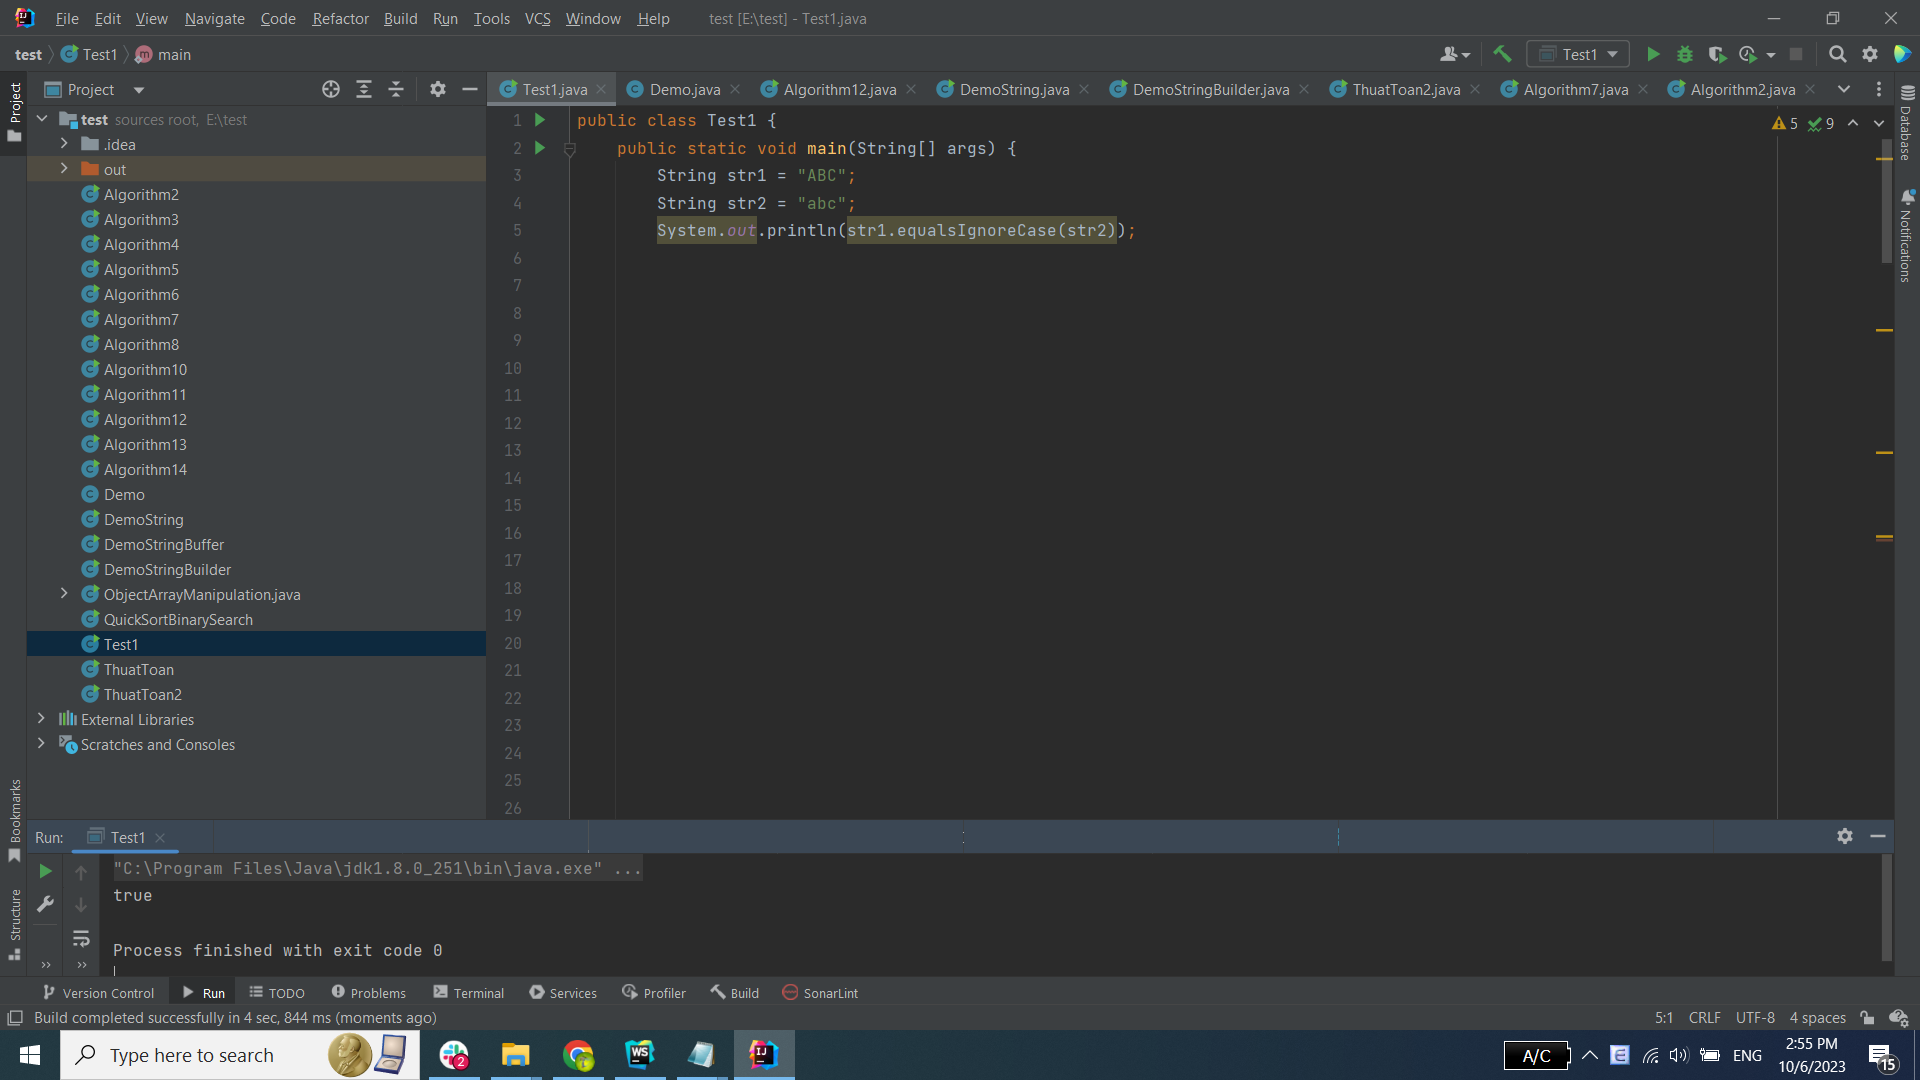 File Edit View Navigate Code Refactor Build Run Tools VCS Window Help test [E:\test] - Test1.java
test Test1 main Test1
Project
Test1.java Demo.java Algorithm12.java DemoString.java DemoStringBuilder.java ThuatToan2.java Algorithm7.java Algorithm2.java
Project
test sources root, E:\test
.idea
out
Algorithm2
Algorithm3
Algorithm4
Algorithm5
Algorithm6
Algorithm7
Algorithm8
Algorithm10
Algorithm11
Algorithm12
Algorithm13
Algorithm14
Demo
DemoString
DemoStringBuffer
DemoStringBuilder
ObjectArrayManipulation.java
QuickSortBinarySearch
Test1
ThuatToan
ThuatToan2
External Libraries
Scratches and Consoles
1 public class Test1 {
2 public static void main(String[] args) {
3 String str1 = "ABC";
4 String str2 = "abc";
5 System.out.println(str1.equalsIgnoreCase(str2));
6
7
8
9
10
11
12
13
14
15
16
17
18
19
20
21
22
23
24
25
26
5 9
Database
Notifications
Bookmarks
Structure
Run: Test1
"C:\Program Files\Java\jdk1.8.0_251\bin\java.exe" ...
true
Process finished with exit code 0
Version Control Run TODO Problems Terminal Services Profiler Build SonarLint
Build completed successfully in 4 sec, 844 ms (moments ago) 5:1 CRLF UTF-8 4 spaces
Type here to search 2 WS IJ A/C ENG 2:55 PM
10/6/2023 15